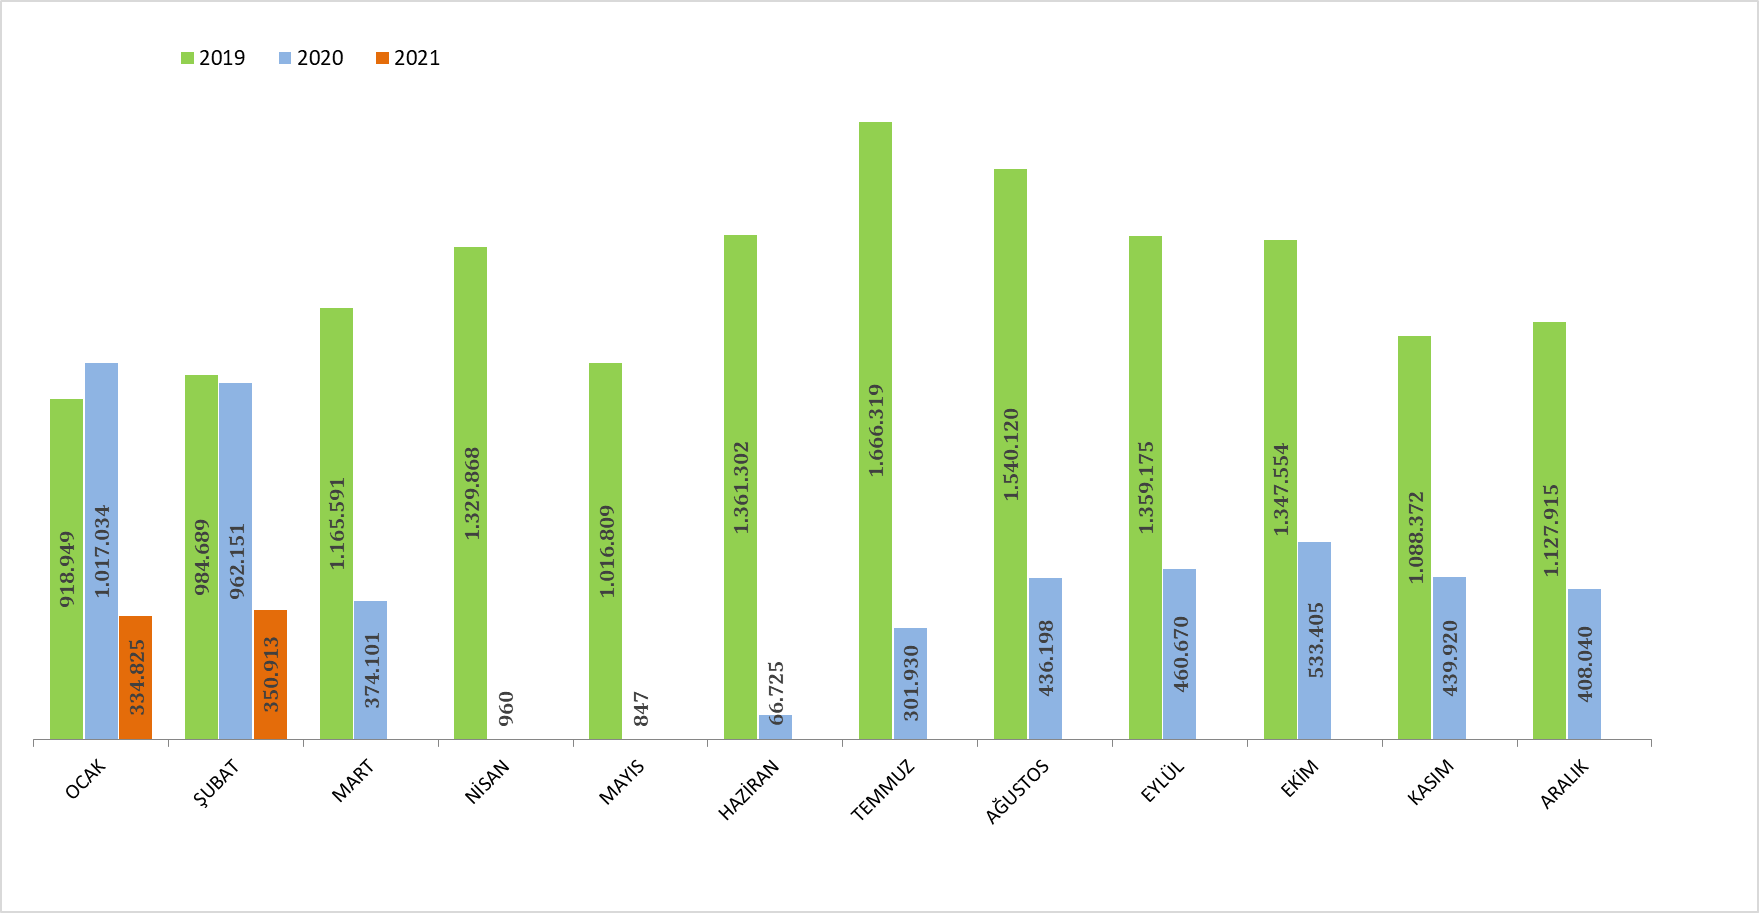 2019 2020 2021
918.949
1.017.034
334.825
984.689
962.151
350.913
1.165.591
374.101
1.329.868
960
1.016.809
847
1.361.302
66.725
1.666.319
301.930
1.540.120
436.198
1.359.175
460.670
1.347.554
533.405
1.088.372
439.920
1.127.915
408.040
OCAK
ŞUBAT
MART
NİSAN
MAYIS
HAZİRAN
TEMMUZ
AĞUSTOS
EYLÜL
EKİM
KASIM
ARALIK